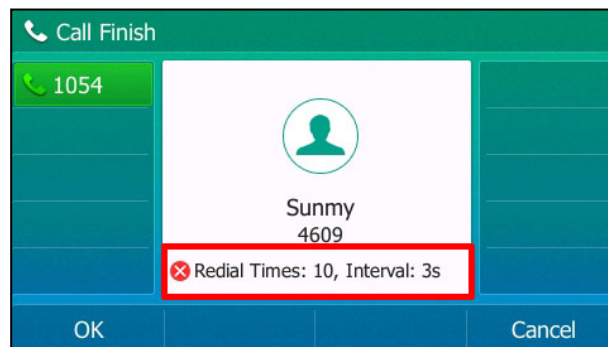 Call Finish
1054
Sunmy
4609
Redial Times: 10, Interval: 3s
OK
Cancel